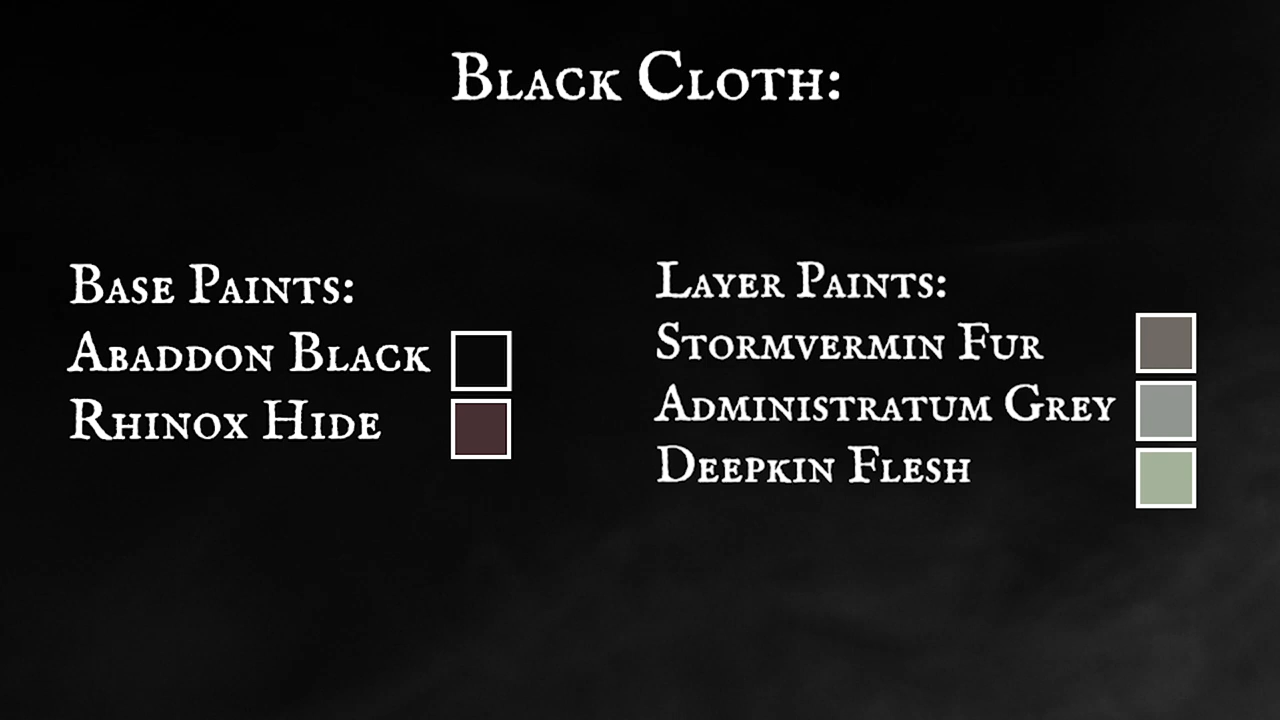 Black Cloth:
Base Paints:
Abaddon Black
Rhinox Hide
Layer Paints:
Stormvermin Fur
Administratum Grey
Deepkin Flesh